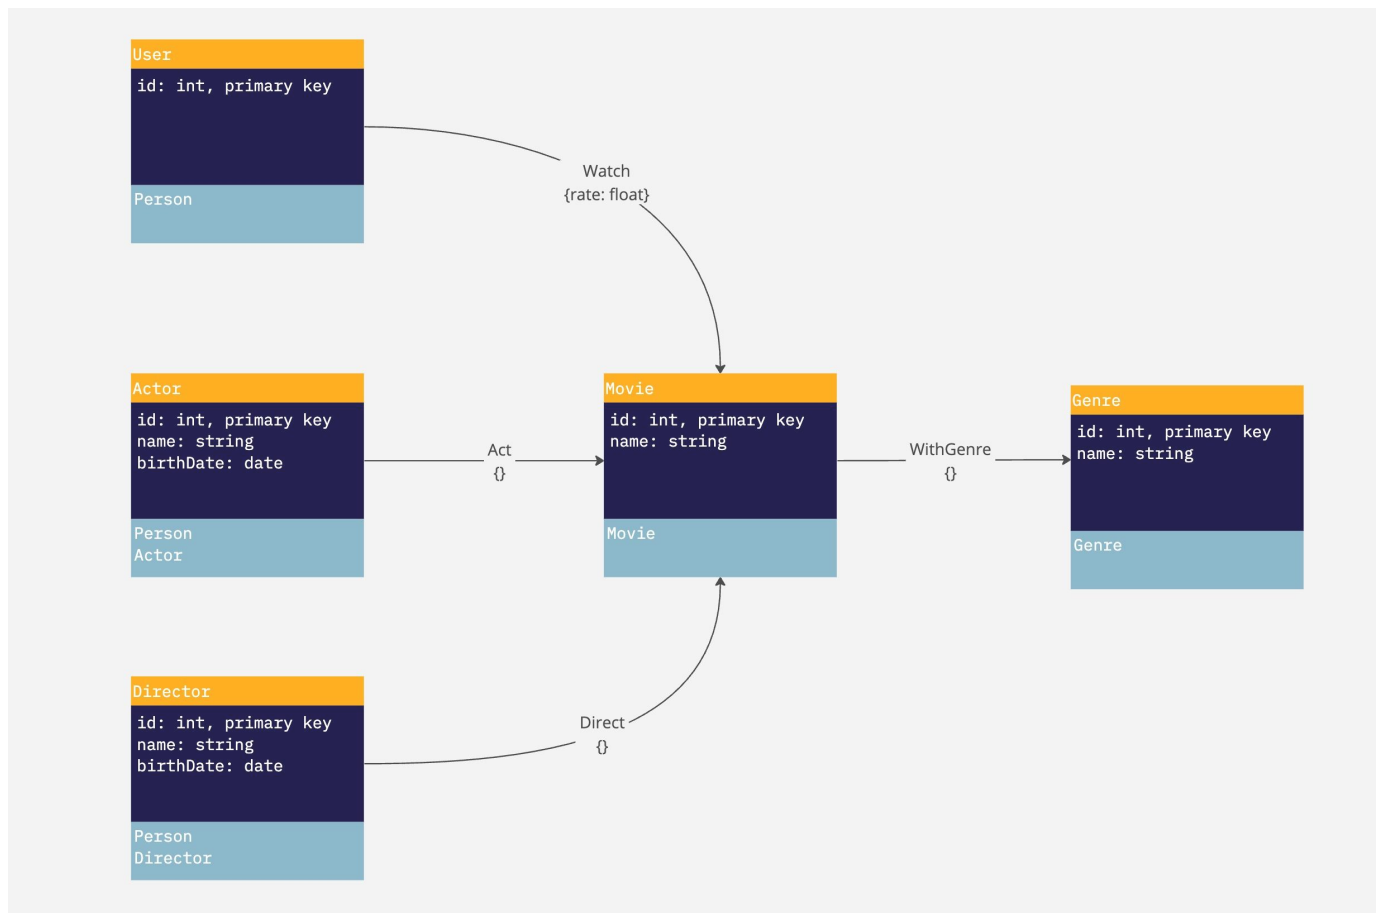 User
id: int, primary key
Person
Watch
{rate: float}
Actor
id: int, primary key
name: string
birthDate: date
Person
Actor
Act
{}
Movie
id: int, primary key
name: string
Movie
WithGenre
{}
Genre
id: int, primary key
name: string
Genre
Director
id: int, primary key
name: string
birthDate: date
Person
Director
Direct
{}